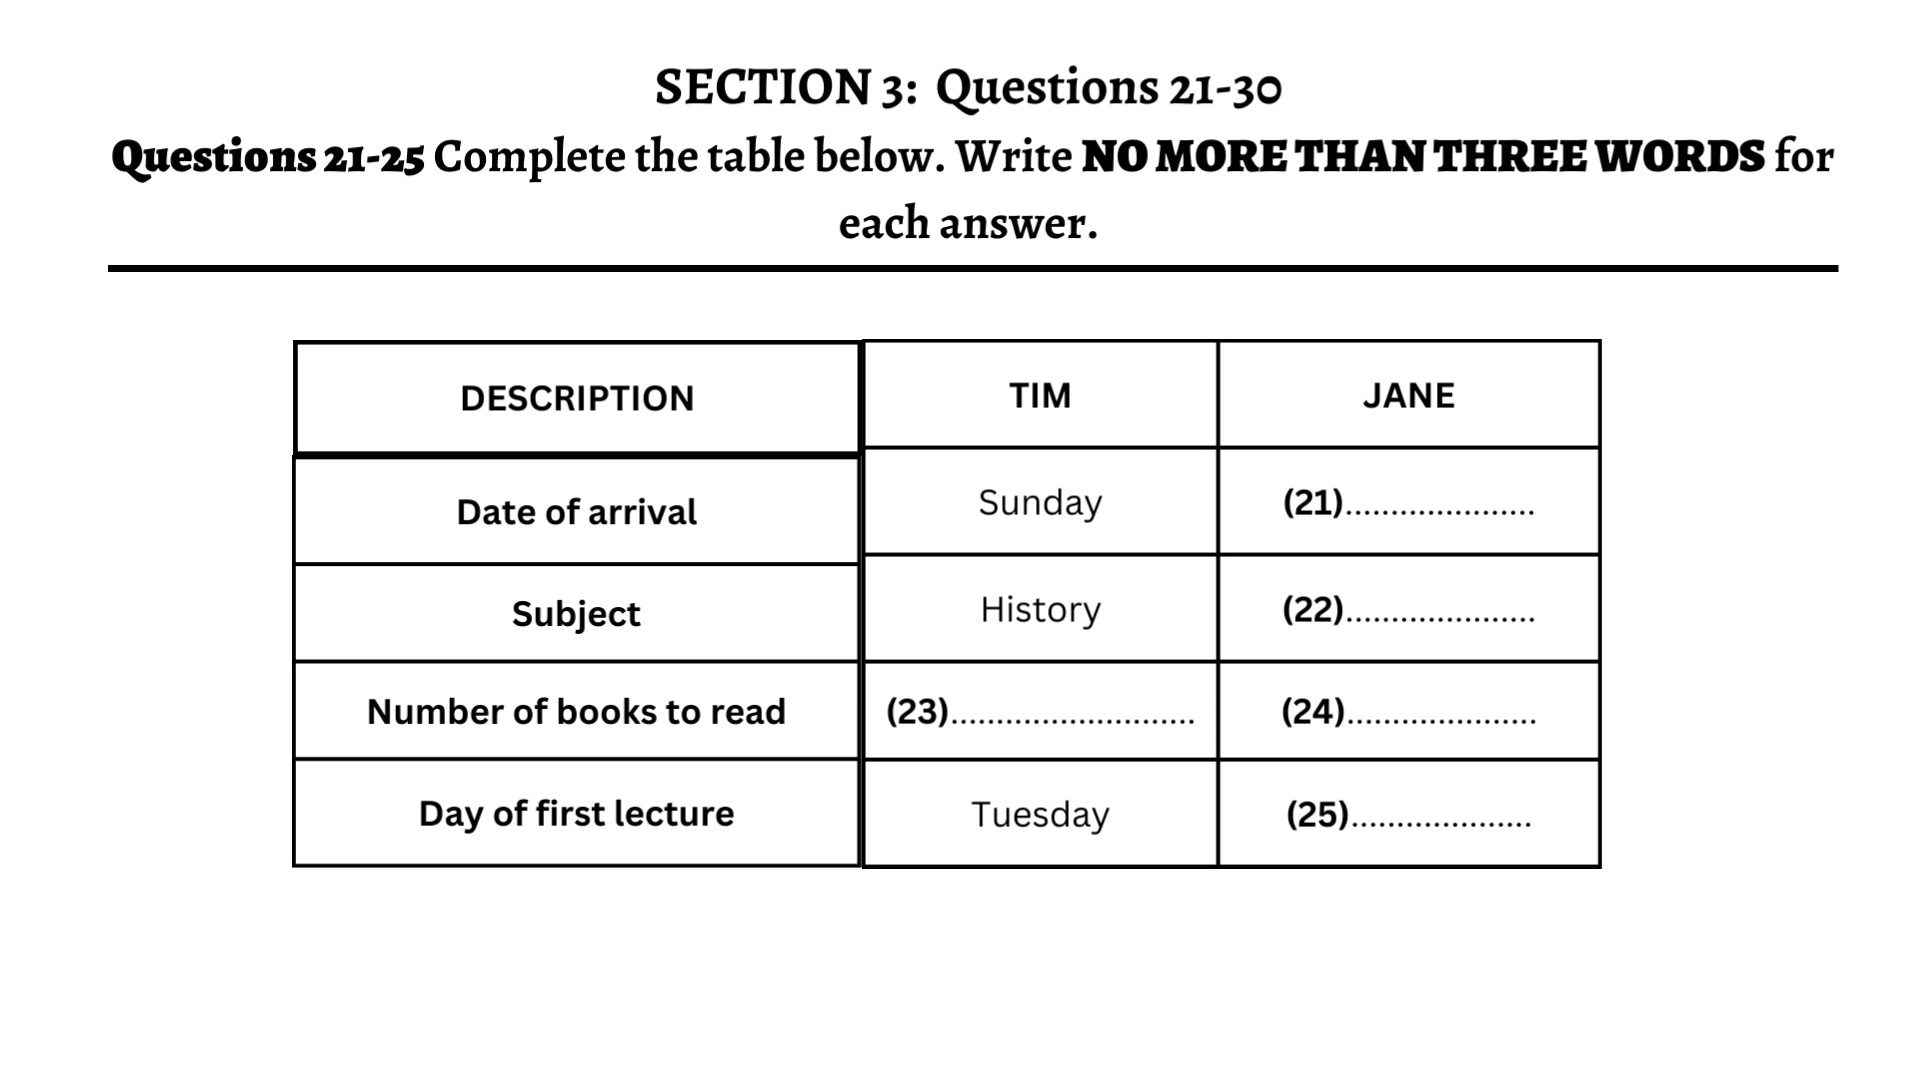 SECTION 3: Questions 21-30
Questions 21-25 Complete the table below. Write NO MORE THAN THREE WORDS for
each answer.
DESCRIPTION TIM JANE
Date of arrival Sunday (21).....................
Subject History (22).....................
Number of books to read (23)........................... (24).....................
Day of first lecture Tuesday (25)....................